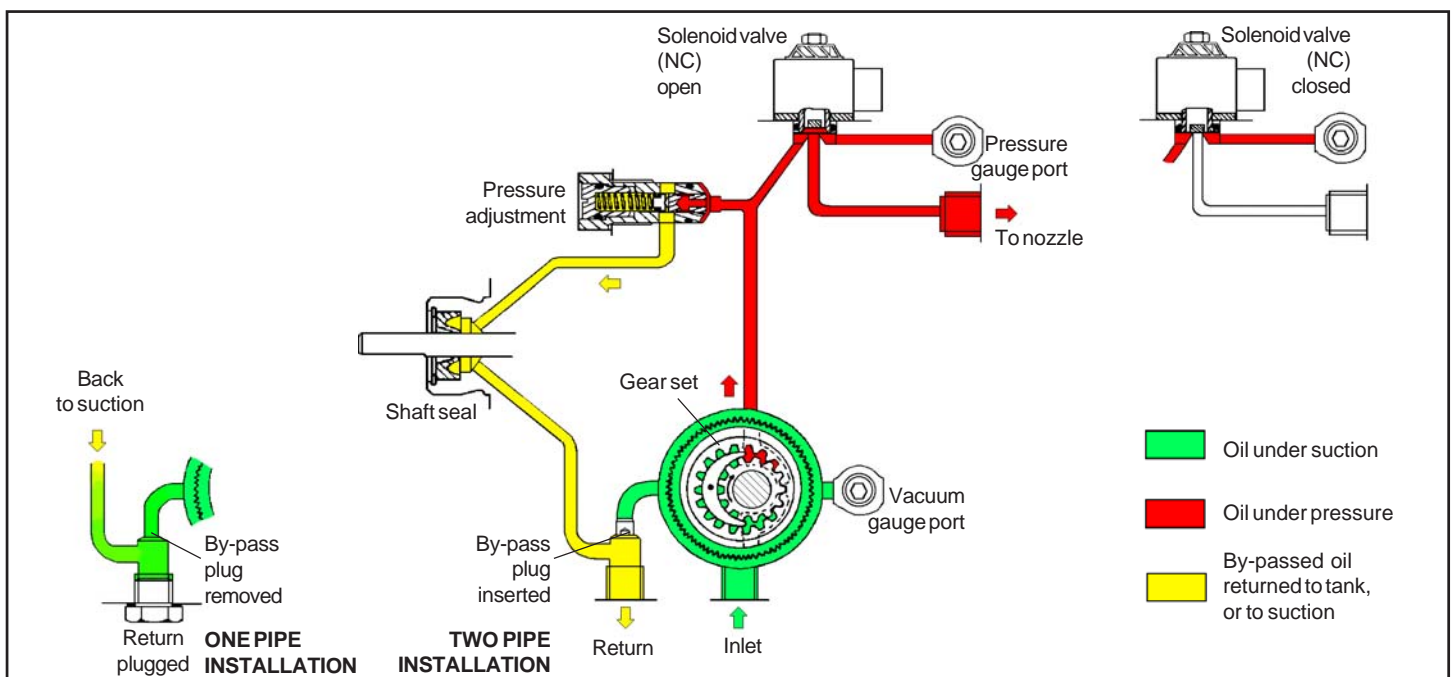 Solenoid valve
(NC)
open
Solenoid valve
(NC)
closed
Pressure
gauge port
Pressure
adjustment
To nozzle
Back
to suction
Gear set
Shaft seal
Oil under suction
Vacuum
gauge port
Oil under pressure
By-pass
plug
removed
By-pass
plug
inserted
By-passed oil
returned to tank,
or to suction
Return
plugged
ONE PIPE
INSTALLATION
TWO PIPE
INSTALLATION
Return
Inlet